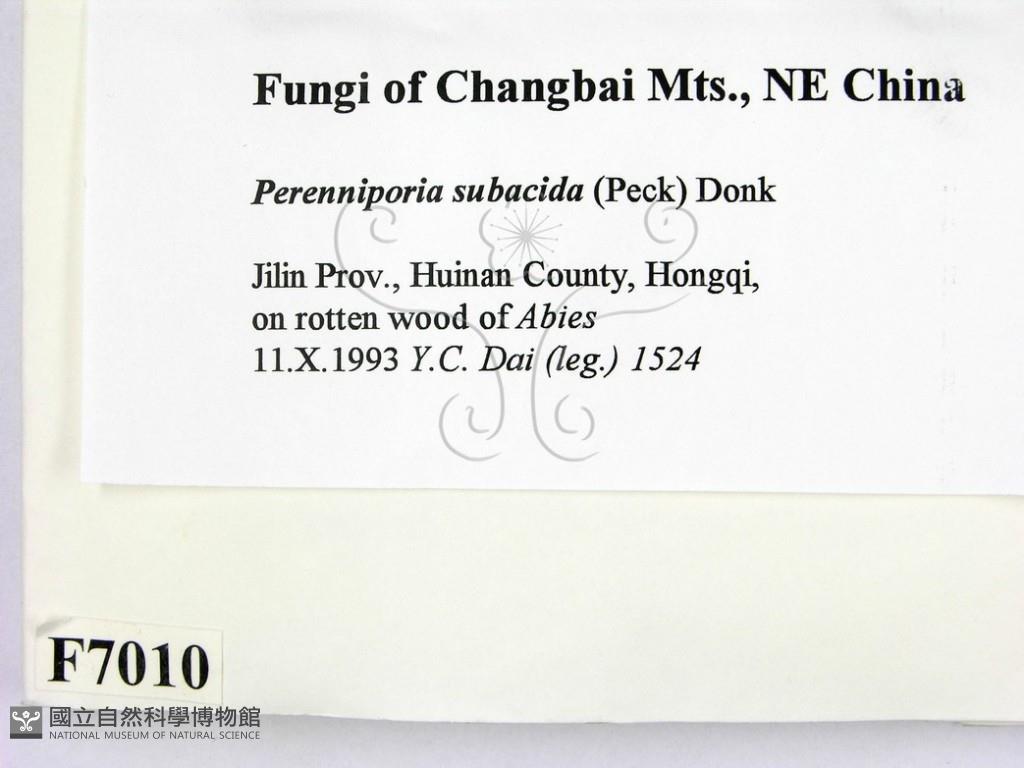 Fungi of Changbai Mts., NE China
Perenniporia subacida (Peck) Donk
Jilin Prov., Huinan County, Hongqi,
on rotten wood of Abies
11.X.1993 Y.C. Dai (leg.) 1524
F7010
國立自然科學博物館
NATIONAL MUSEUM OF NATURAL SCIENCE